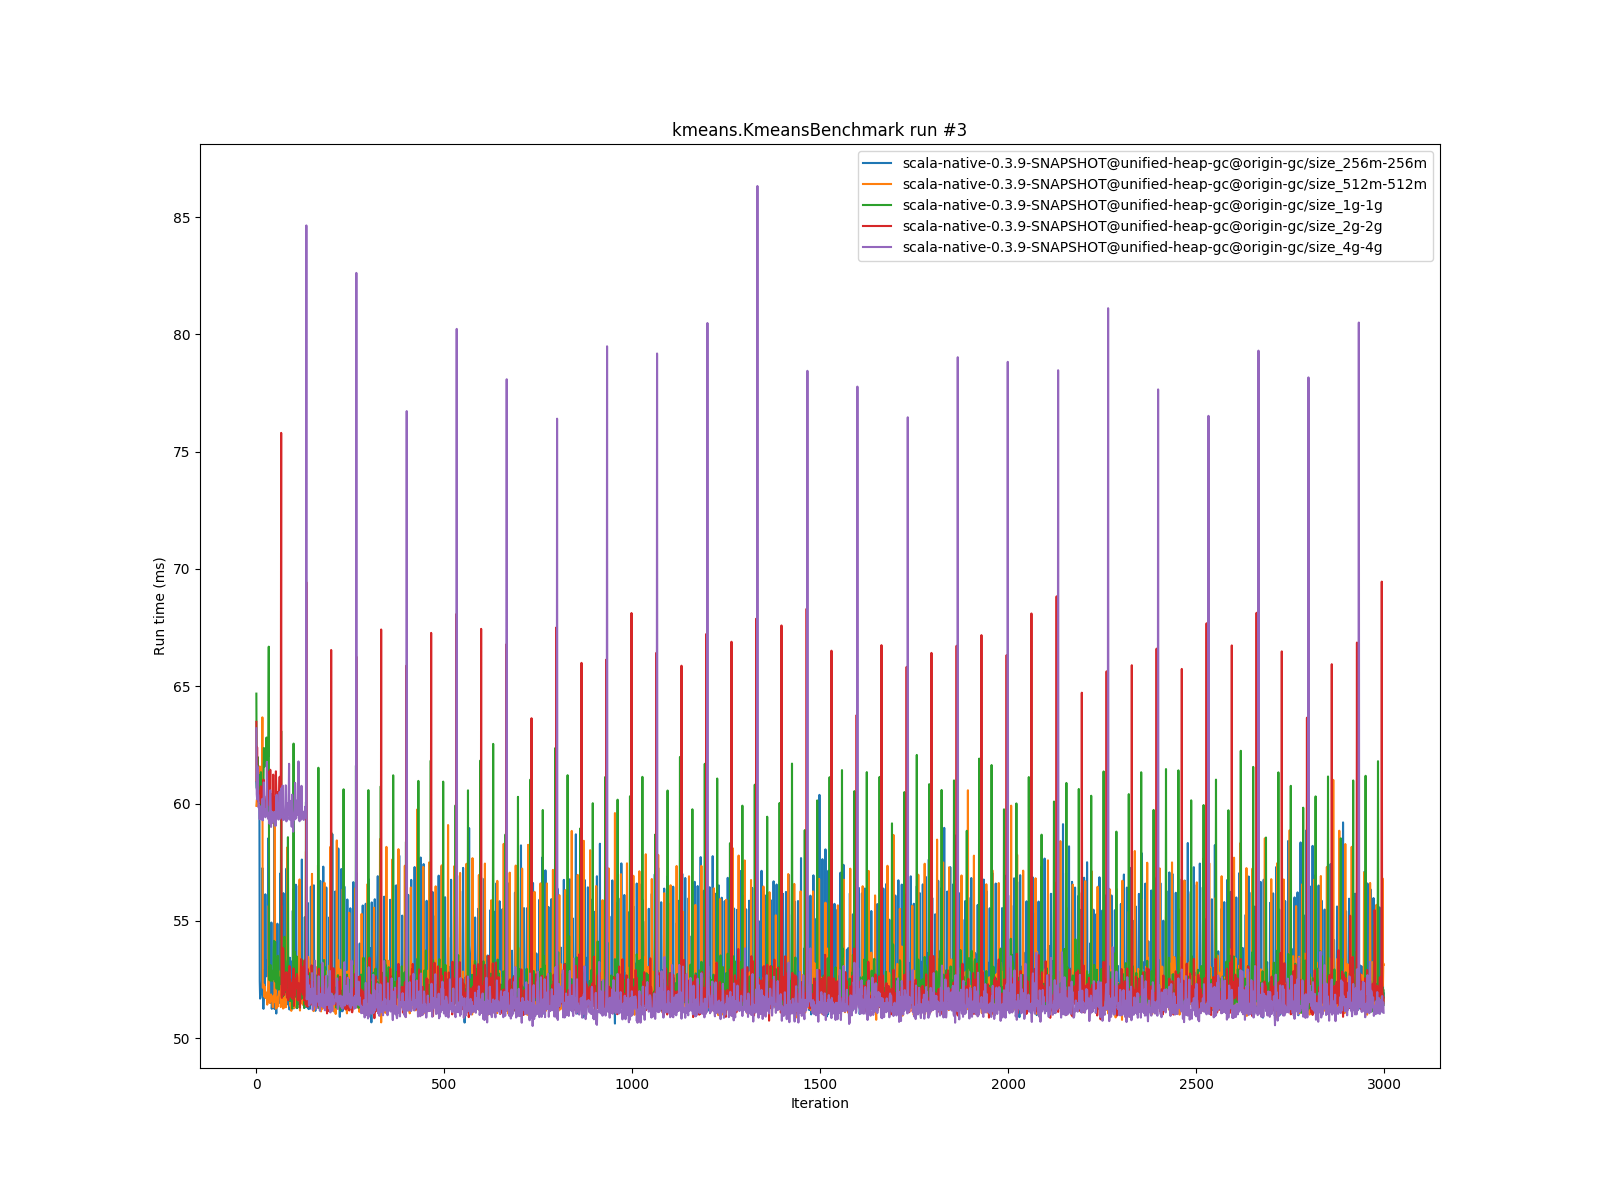 kmeans.KmeansBenchmark run #3
scala-native-0.3.9-SNAPSHOT@unified-heap-gc@origin-gc/size_256m-256m
scala-native-0.3.9-SNAPSHOT@unified-heap-gc@origin-gc/size_512m-512m
scala-native-0.3.9-SNAPSHOT@unified-heap-gc@origin-gc/size_1g-1g
scala-native-0.3.9-SNAPSHOT@unified-heap-gc@origin-gc/size_2g-2g
scala-native-0.3.9-SNAPSHOT@unified-heap-gc@origin-gc/size_4g-4g
85
80
75
70
65
60
55
50
Run time (ms)
0 500 1000 1500 2000 2500 3000
Iteration